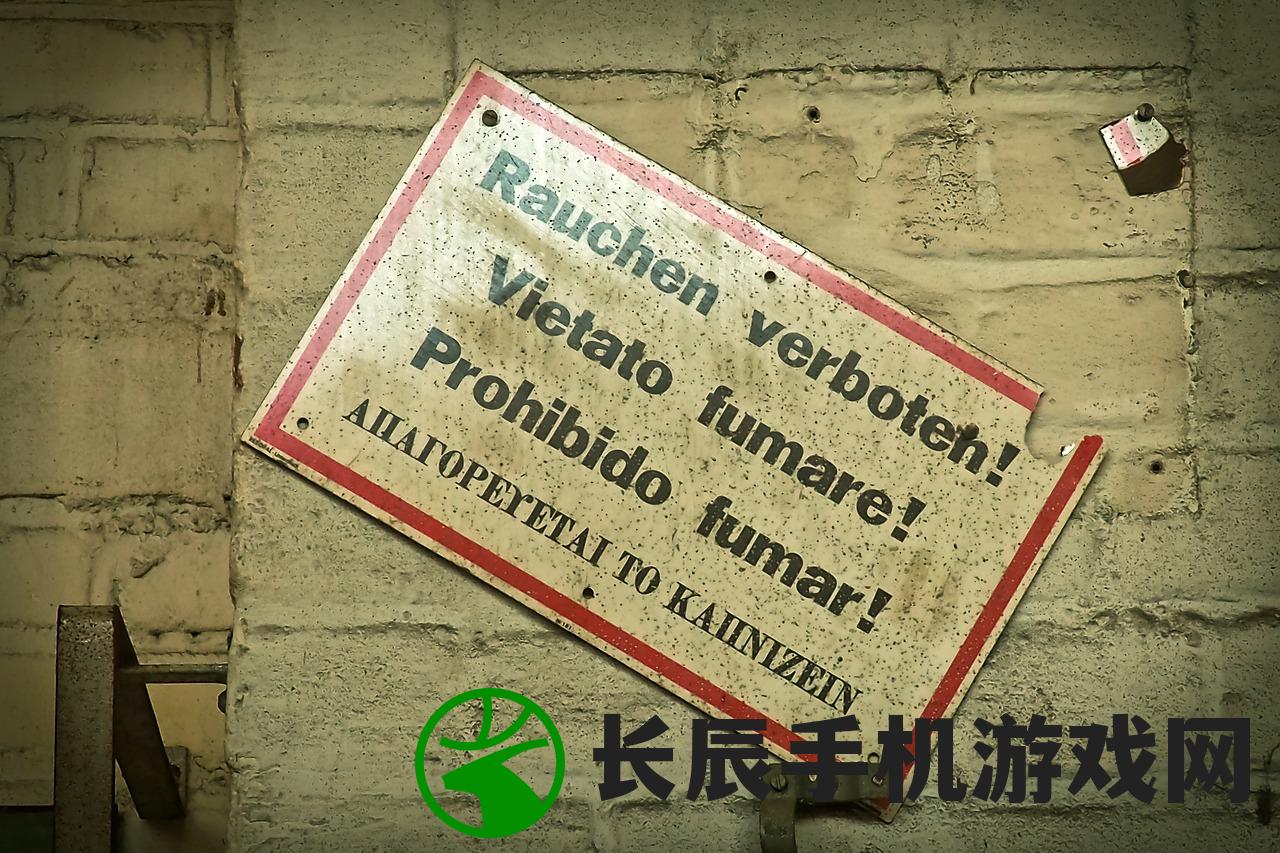 Rauchen verboten!
Vietato fumare!
Prohibido fumar!
ΑΠΑΓΟΡΕΥΕΤΑΙ ΤΟ ΚΑΠΝΙΖΕΙΝ
长辰手机游戏网